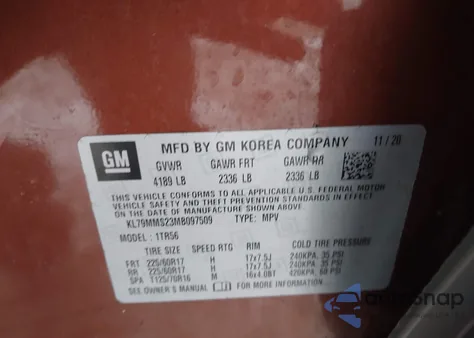 GM
MFD BY GM KOREA COMPANY 11/20
GVWR GAWR FRT GAWR RR
4189 LB 2336 LB 2336 LB
THIS VEHICLE CONFORMS TO ALL APPLICABLE U.S. FEDERAL MOTOR
VEHICLE SAFETY, BUMPER, AND THEFT PREVENTION STANDARDS IN
EFFECT ON THE DATE OF MANUFACTURE SHOWN ABOVE.
KL79MMS23MB097509 TYPE: MPV
MODEL: 1TR56
TIRE SIZE SPEED RTG RIM
FRT 225/60R17 H 17x7.5J 240KPA, 35 PSI
RR 225/60R17 H 17x7.5J 240KPA, 35 PSI
SPA T125/70R16 M 16x4.0BT 420KPA, 60 PSI
SEE OWNER'S MANUAL FOR MORE INFORMATION